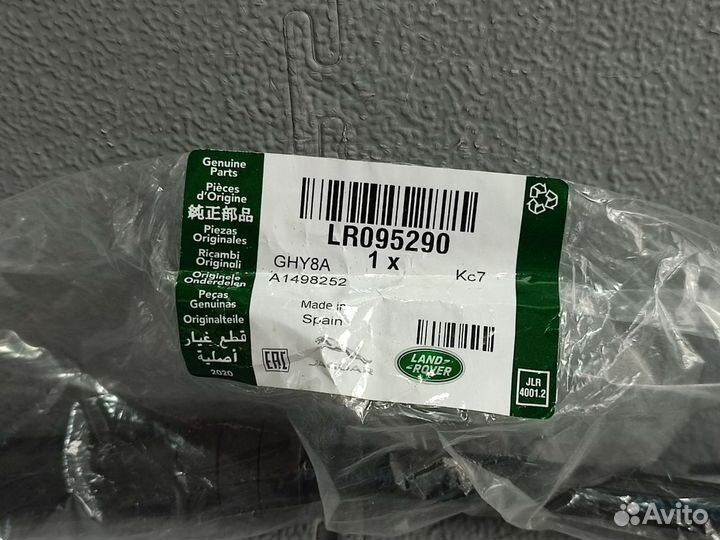 Genuine
Parts
Pièces
d'Origine
純正部品
Piezas
Originales
Ricambi
Originali
Originele
Onderdelen
Peças
Genuinas
Originalteile
قطع غيار
أصلية
2020
LR095290
1 x
GHY8A
A1498252
Kc7
Made in
Spain
EAC
JAGUAR
LAND-
ROVER
JLR
4001.2
Avito